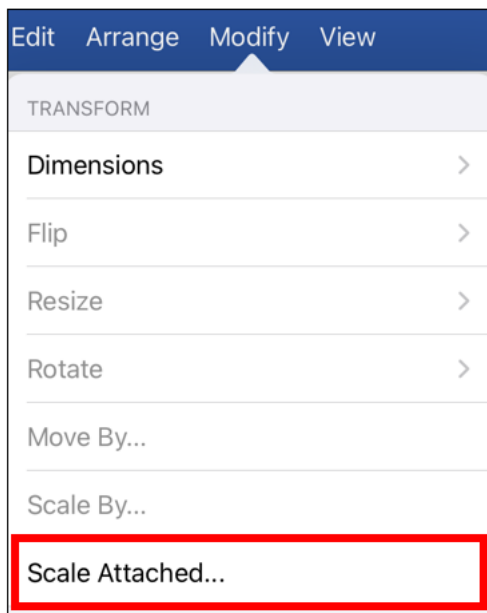 Edit Arrange Modify View
TRANSFORM
Dimensions
Flip
Resize
Rotate
Move By...
Scale By...
Scale Attached...